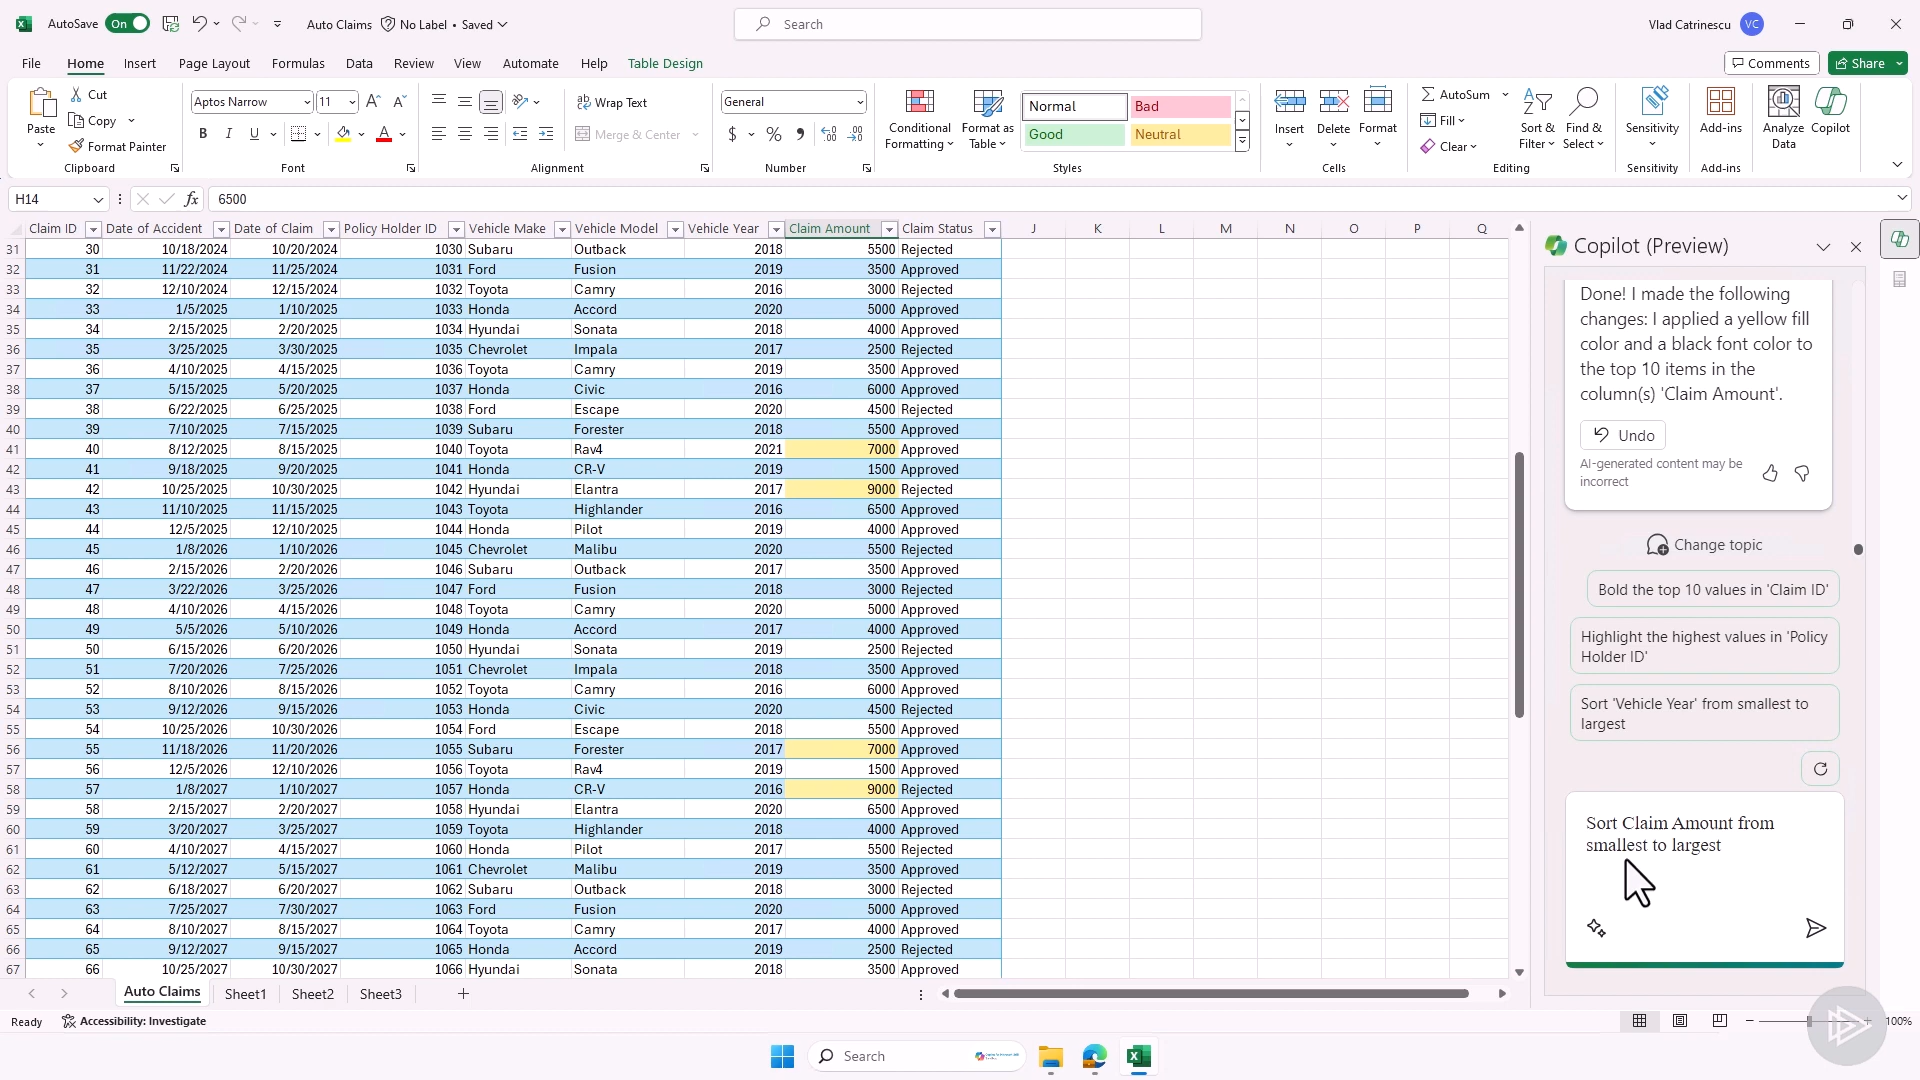 AutoSave On Auto Claims No Label • Saved Search Vlad Catrinescu VC
File Home Insert Page Layout Formulas Data Review View Automate Help Table Design Comments Share
Paste Cut Copy Format Painter Clipboard
Aptos Narrow 11 B I U A Font
Wrap Text Merge & Center Alignment
General $ % Number
Conditional Formatting Format as Table Normal Bad Good Neutral Styles
Insert Delete Format Cells
AutoSum Fill Clear Sort & Filter Find & Select Editing
Sensitivity Sensitivity
Add-ins Add-ins
Analyze Data Copilot
H14 fx 6500
Claim ID Date of Accident Date of Claim Policy Holder ID Vehicle Make Vehicle Model Vehicle Year Claim Amount Claim Status J K L M N O P Q
31 30 10/18/2024 10/20/2024 1030 Subaru Outback 2018 5500 Rejected
32 31 11/22/2024 11/25/2024 1031 Ford Fusion 2019 3500 Approved
33 32 12/10/2024 12/15/2024 1032 Toyota Camry 2016 3000 Rejected
34 33 1/5/2025 1/10/2025 1033 Honda Accord 2020 5000 Approved
35 34 2/15/2025 2/20/2025 1034 Hyundai Sonata 2018 4000 Approved
36 35 3/25/2025 3/30/2025 1035 Chevrolet Impala 2017 2500 Rejected
37 36 4/10/2025 4/15/2025 1036 Toyota Camry 2019 3500 Approved
38 37 5/15/2025 5/20/2025 1037 Honda Civic 2016 6000 Approved
39 38 6/22/2025 6/25/2025 1038 Ford Escape 2020 4500 Rejected
40 39 7/10/2025 7/15/2025 1039 Subaru Forester 2018 5500 Approved
41 40 8/12/2025 8/15/2025 1040 Toyota Rav4 2021 7000 Approved
42 41 9/18/2025 9/20/2025 1041 Honda CR-V 2019 1500 Approved
43 42 10/25/2025 10/30/2025 1042 Hyundai Elantra 2017 9000 Rejected
44 43 11/10/2025 11/15/2025 1043 Toyota Highlander 2016 6500 Approved
45 44 12/5/2025 12/10/2025 1044 Honda Pilot 2019 4000 Approved
46 45 1/8/2026 1/10/2026 1045 Chevrolet Malibu 2020 5500 Rejected
47 46 2/15/2026 2/20/2026 1046 Subaru Outback 2017 3500 Approved
48 47 3/22/2026 3/25/2026 1047 Ford Fusion 2019 3000 Rejected
49 48 4/10/2026 4/15/2026 1048 Toyota Camry 2020 5000 Approved
50 49 5/5/2026 5/10/2026 1049 Honda Accord 2017 4000 Approved
51 50 6/15/2026 6/20/2026 1050 Hyundai Sonata 2019 2500 Rejected
52 51 7/20/2026 7/25/2026 1051 Chevrolet Impala 2018 3500 Approved
53 52 8/10/2026 8/15/2026 1052 Toyota Camry 2016 6000 Approved
54 53 9/12/2026 9/15/2026 1053 Honda Civic 2020 4500 Rejected
55 54 10/25/2026 10/30/2026 1054 Ford Escape 2018 5500 Approved
56 55 11/18/2026 11/20/2026 1055 Subaru Forester 2017 7000 Approved
57 56 12/5/2026 12/10/2026 1056 Toyota Rav4 2019 1500 Approved
58 57 1/8/2027 1/10/2027 1057 Honda CR-V 2016 9000 Rejected
59 58 2/15/2027 2/20/2027 1058 Hyundai Elantra 2020 6500 Approved
60 59 3/20/2027 3/25/2027 1059 Toyota Highlander 2018 4000 Approved
61 60 4/10/2027 4/15/2027 1060 Honda Pilot 2017 5500 Rejected
62 61 5/12/2027 5/15/2027 1061 Chevrolet Malibu 2019 3500 Approved
63 62 6/18/2027 6/20/2027 1062 Subaru Outback 2018 3000 Rejected
64 63 7/25/2027 7/30/2027 1063 Ford Fusion 2020 5000 Approved
65 64 8/10/2027 8/15/2027 1064 Toyota Camry 2017 4000 Approved
66 65 9/12/2027 9/15/2027 1065 Honda Accord 2019 2500 Rejected
67 66 10/25/2027 10/30/2027 1066 Hyundai Sonata 2018 3500 Approved
Copilot (Preview)
Done! I made the following
changes: I applied a yellow fill
color and a black font color to
the top 10 items in the
column(s) 'Claim Amount'.
Undo
AI-generated content may be
incorrect
Change topic
Bold the top 10 values in 'Claim ID'
Highlight the highest values in 'Policy
Holder ID'
Sort 'Vehicle Year' from smallest to
largest
Sort Claim Amount from
smallest to largest
Auto Claims Sheet1 Sheet2 Sheet3
Ready Accessibility: Investigate 100%
Search